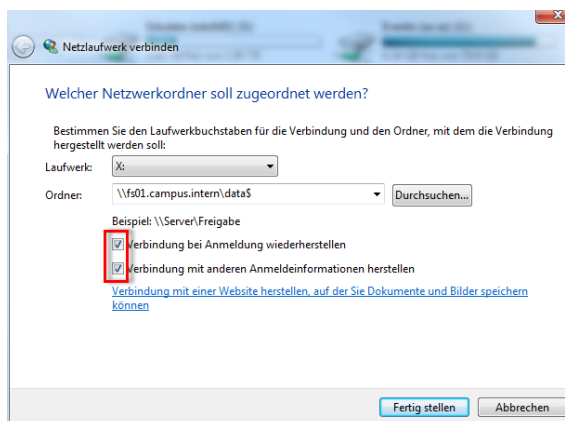 Netzlaufwerk verbinden
Welcher Netzwerkordner soll zugeordnet werden?
Bestimmen Sie den Laufwerkbuchstaben für die Verbindung und den Ordner, mit dem die Verbindung
hergestellt werden soll:
Laufwerk: X:
Ordner: \\fs01.campus.intern\data$ Durchsuchen...
Beispiel: \\Server\Freigabe
Verbindung bei Anmeldung wiederherstellen
Verbindung mit anderen Anmeldeinformationen herstellen
Verbindung mit einer Website herstellen, auf der Sie Dokumente und Bilder speichern
können
Fertig stellen Abbrechen